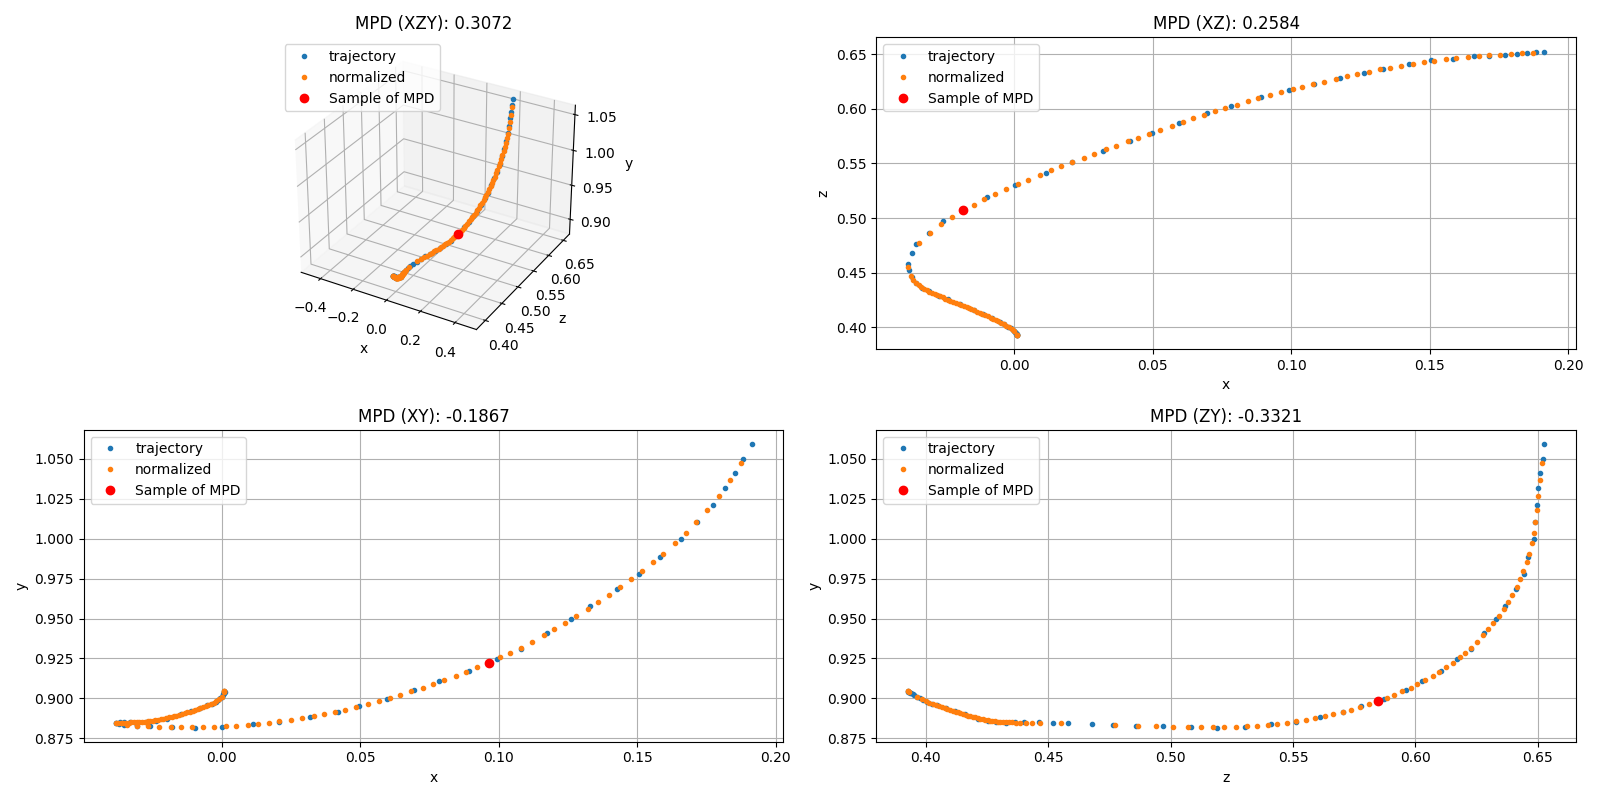 MPD (XZY): 0.3072
trajectory
normalized
Sample of MPD
1.05
1.00
0.95
0.90
y
0.65
0.60
0.55
0.50
0.45
0.40
z
−0.4
−0.2
0.0
0.2
0.4
x
MPD (XZ): 0.2584
trajectory
normalized
Sample of MPD
0.65
0.60
0.55
0.50
0.45
0.40
z
0.00 0.05 0.10 0.15 0.20
x
MPD (XY): -0.1867
trajectory
normalized
Sample of MPD
1.050
1.025
1.000
0.975
0.950
0.925
0.900
0.875
y
0.00 0.05 0.10 0.15 0.20
x
MPD (ZY): -0.3321
trajectory
normalized
Sample of MPD
1.050
1.025
1.000
0.975
0.950
0.925
0.900
0.875
y
0.40 0.45 0.50 0.55 0.60 0.65
z